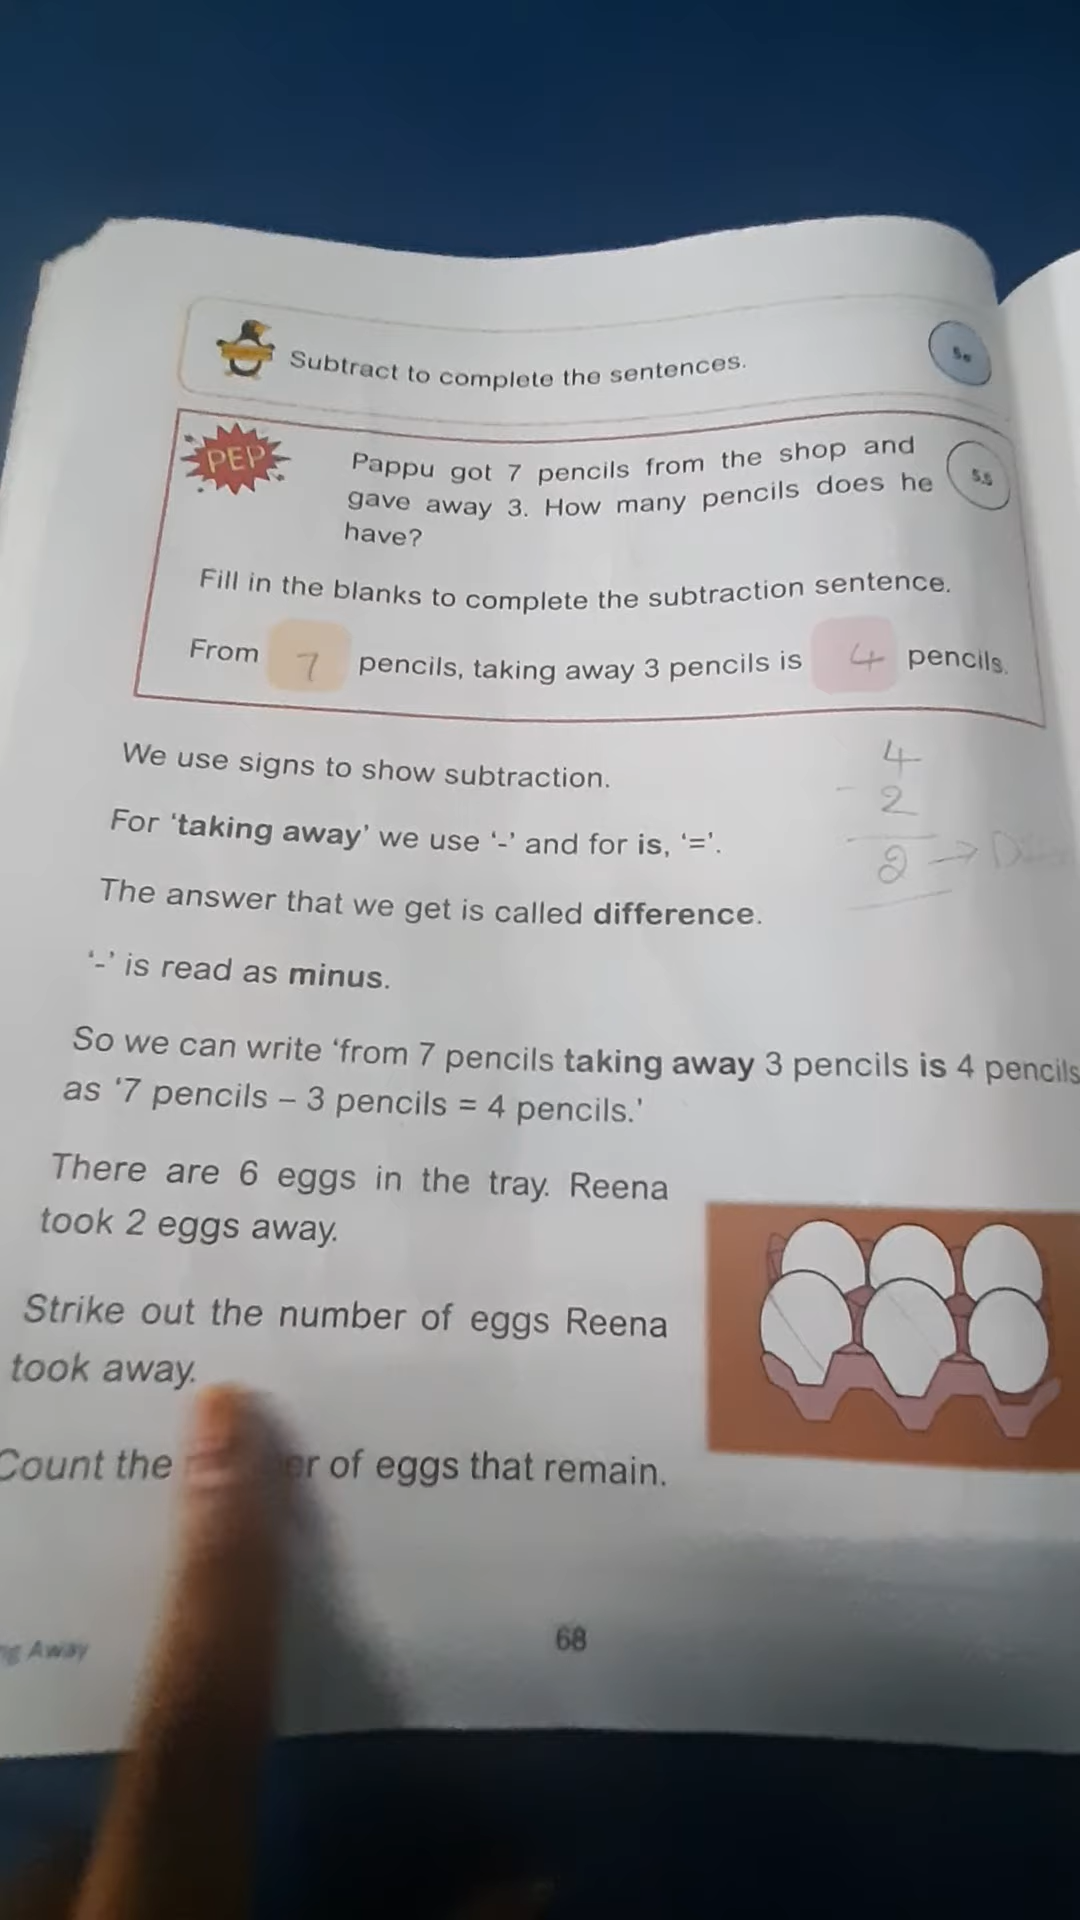 Subtract to complete the sentences.
PEP
Pappu got 7 pencils from the shop and
gave away 3. How many pencils does he
have?
5.5
Fill in the blanks to complete the subtraction sentence.
From 7 pencils, taking away 3 pencils is 4 pencils.
We use signs to show subtraction.
4
- 2
2 →
For ‘taking away’ we use ‘-’ and for is, ‘=’.
The answer that we get is called difference.
‘-’ is read as minus.
So we can write ‘from 7 pencils taking away 3 pencils is 4 pencils
as ‘7 pencils – 3 pencils = 4 pencils.’
There are 6 eggs in the tray. Reena
took 2 eggs away.
Strike out the number of eggs Reena
took away.
Count the er of eggs that remain.
68
ng Away